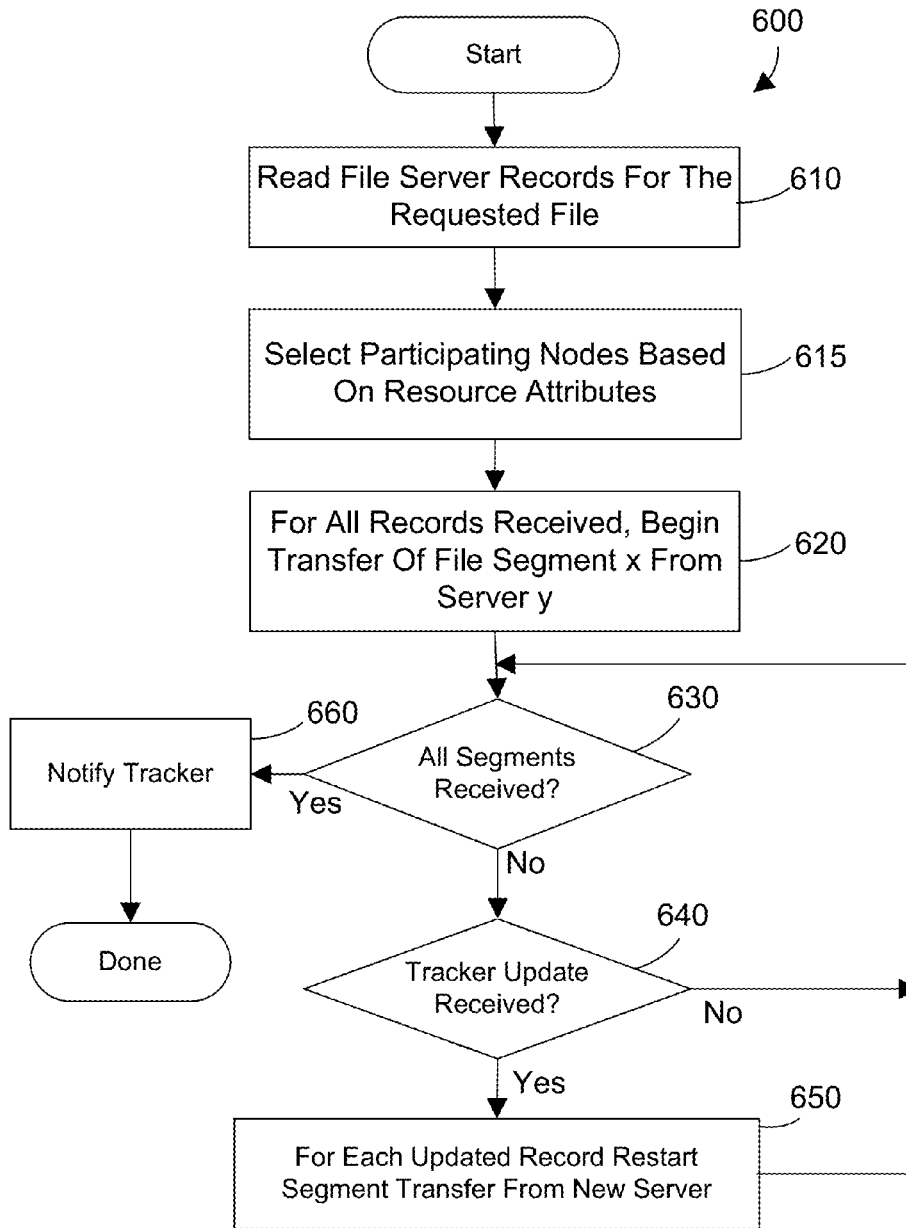 Start
600
Read File Server Records For The
Requested File
610
Select Participating Nodes Based
On Resource Attributes
615
For All Records Received, Begin
Transfer Of File Segment x From
Server y
620
630
All Segments
Received?
660
Notify Tracker
Yes
No
Done
640
Tracker Update
Received?
No
Yes
650
For Each Updated Record Restart
Segment Transfer From New Server